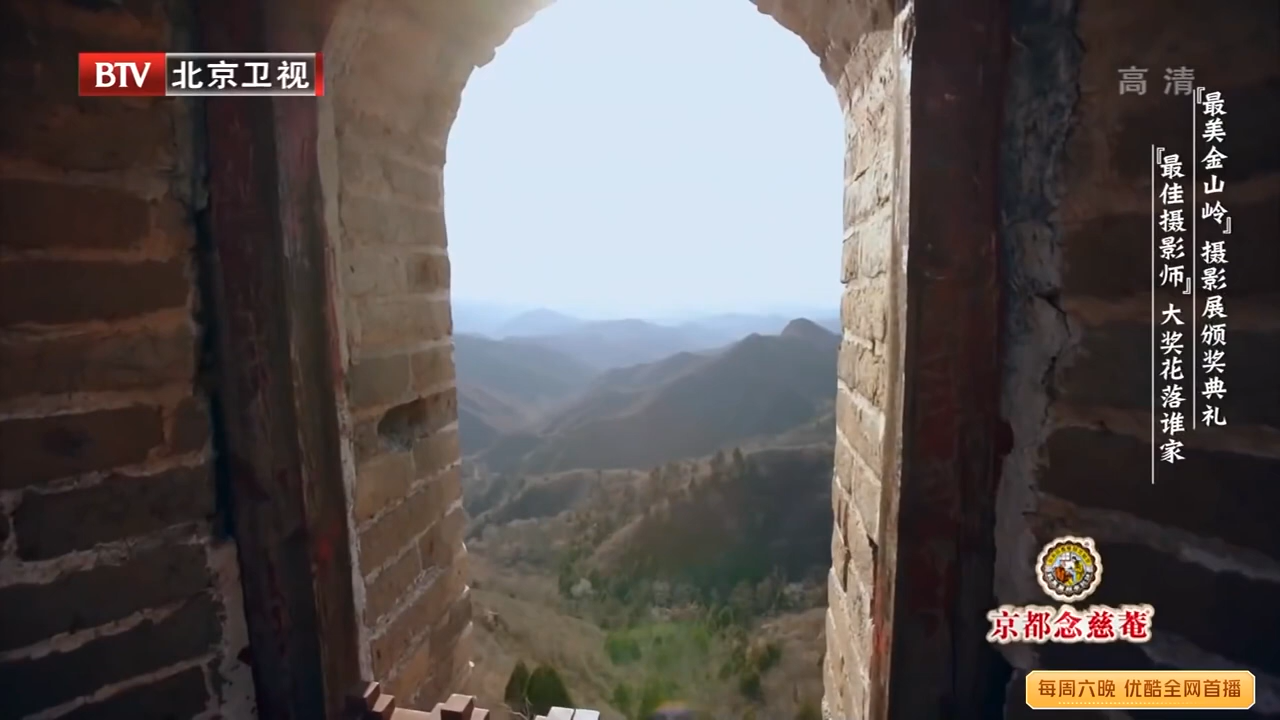 BTV 北京卫视
高清
『最美金山岭』摄影展颁奖典礼
『最佳摄影师』大奖花落谁家
京都念慈菴
每周六晚 优酷全网首播